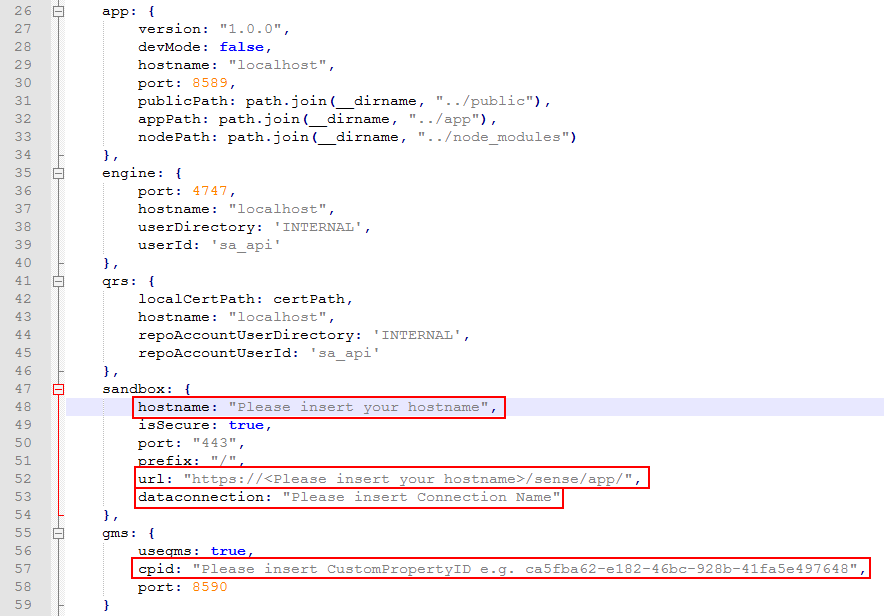 26 app: {
27 version: "1.0.0",
28 devMode: false,
29 hostname: "localhost",
30 port: 8589,
31 publicPath: path.join(__dirname, "../public"),
32 appPath: path.join(__dirname, "../app"),
33 nodePath: path.join(__dirname, "../node_modules")
34 },
35 engine: {
36 port: 4747,
37 hostname: "localhost",
38 userDirectory: 'INTERNAL',
39 userId: 'sa_api'
40 },
41 qrs: {
42 localCertPath: certPath,
43 hostname: "localhost",
44 repoAccountUserDirectory: 'INTERNAL',
45 repoAccountUserId: 'sa_api'
46 },
47 sandbox: {
48 hostname: "Please insert your hostname",
49 isSecure: true,
50 port: "443",
51 prefix: "/",
52 url: "https://<Please insert your hostname>/sense/app/",
53 dataconnection: "Please insert Connection Name"
54 },
55 gms: {
56 usegms: true,
57 cpid: "Please insert CustomPropertyID e.g. ca5fba62-e182-46bc-928b-41fa5e497648",
58 port: 8590
59 }